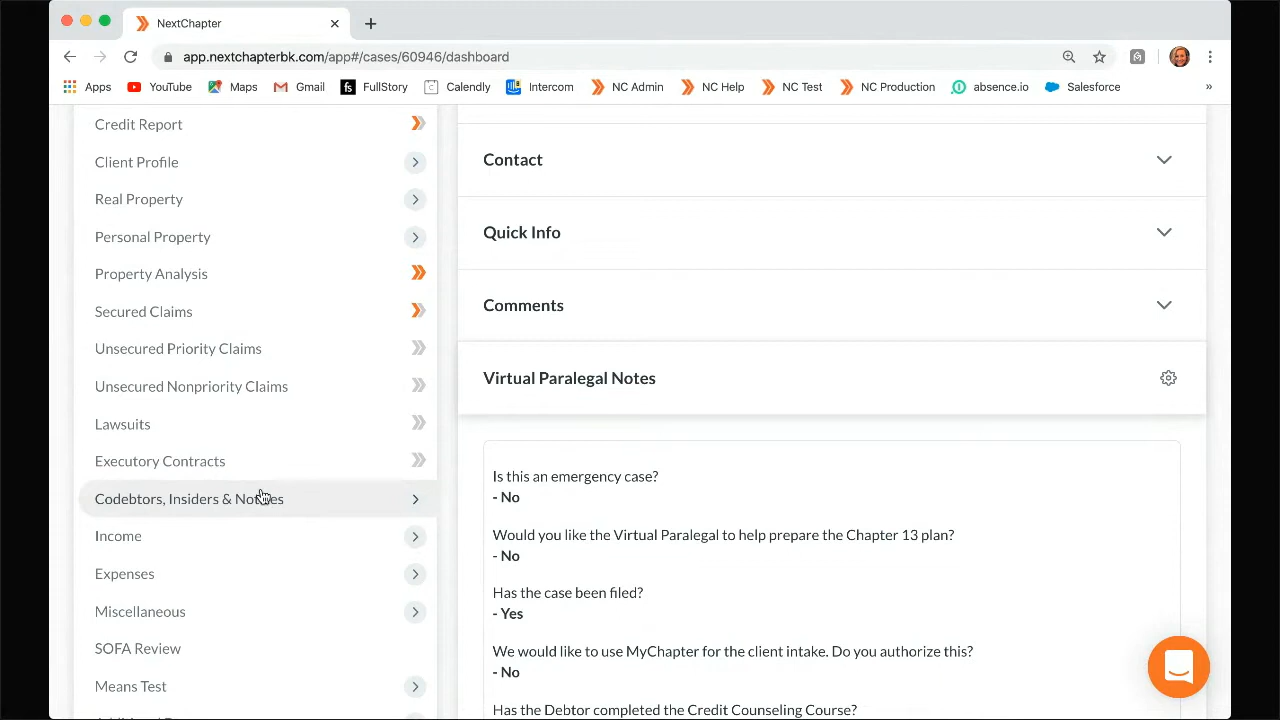 NextChapter
app.nextchapterbk.com/app#/cases/60946/dashboard
Apps YouTube Maps Gmail FullStory Calendly Intercom NC Admin NC Help NC Test NC Production absence.io Salesforce »
Credit Report
Client Profile
Real Property
Personal Property
Property Analysis
Secured Claims
Unsecured Priority Claims
Unsecured Nonpriority Claims
Lawsuits
Executory Contracts
Codebtors, Insiders & Notices
Income
Expenses
Miscellaneous
SOFA Review
Means Test
Contact
Quick Info
Comments
Virtual Paralegal Notes
Is this an emergency case?
- No
Would you like the Virtual Paralegal to help prepare the Chapter 13 plan?
- No
Has the case been filed?
- Yes
We would like to use MyChapter for the client intake. Do you authorize this?
- No
Has the Debtor completed the Credit Counseling Course?